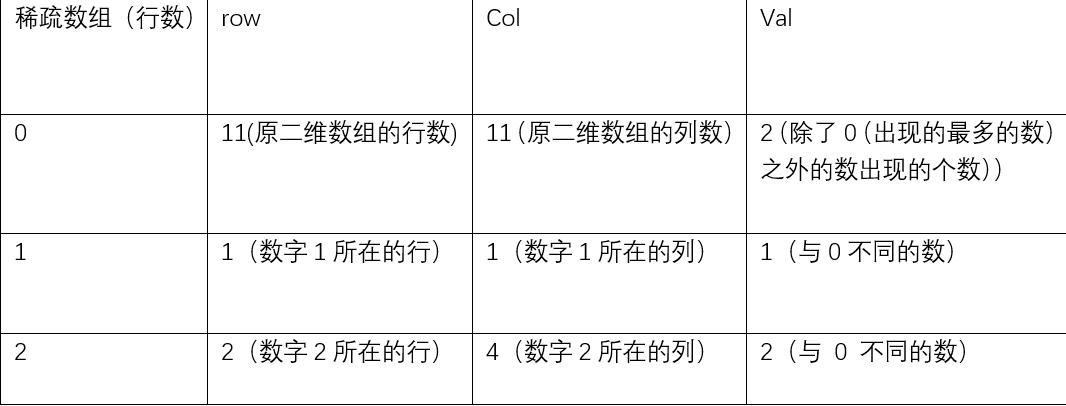 稀疏数组（行数） row Col Val
0 11(原二维数组的行数) 11（原二维数组的列数） 2（除了 0（出现的最多的数）
之外的数出现的个数））
1 1（数字 1 所在的行） 1（数字 1 所在的列） 1（与 0 不同的数）
2 2（数字 2 所在的行） 4（数字 2 所在的列） 2（与 0 不同的数）